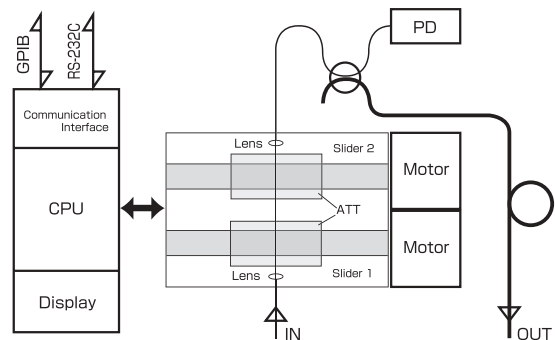 GPIB
RS-232C
PD
Communication
Interface
Lens
Slider 2
Motor
CPU
ATT
Motor
Lens
Slider 1
Display
IN
OUT